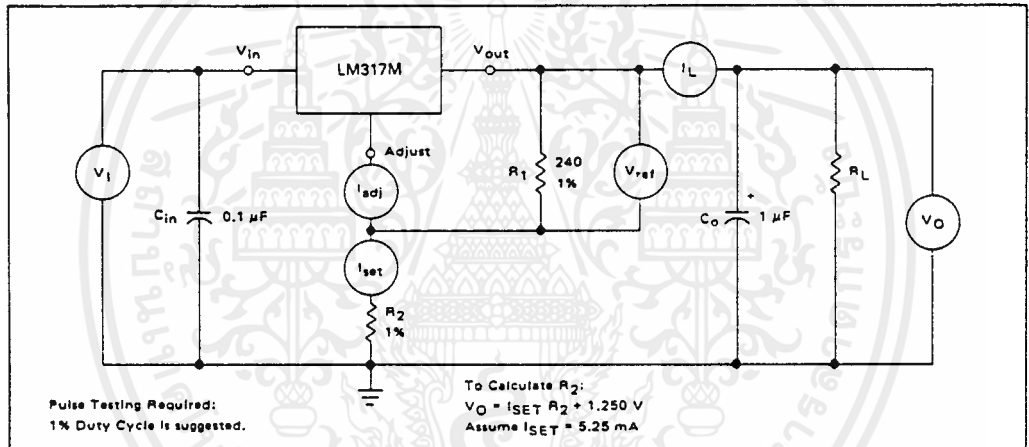 Vin
LM317M
Vout
IL
Adjust
VI
Iadj
R1
240
1%
Vref
RL
Cin
0.1 µF
Co
+
1 µF
VO
Iset
R2
1%
Pulse Testing Required:
1% Duty Cycle is suggested.
To Calculate R2:
VO = ISET R2 + 1.250 V
Assume ISET = 5.25 mA